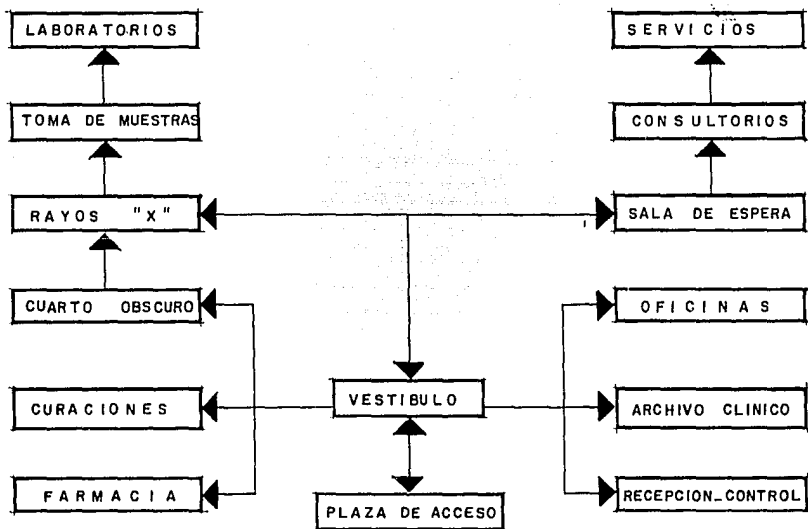 LABORATORIOS
SERVICIOS
TOMA DE MUESTRAS
CONSULTORIOS
RAYOS "X"
SALA DE ESPERA
CUARTO OBSCURO
OFICINAS
VESTIBULO
CURACIONES
ARCHIVO CLINICO
FARMACIA
PLAZA DE ACCESO
RECEPCION_CONTROL